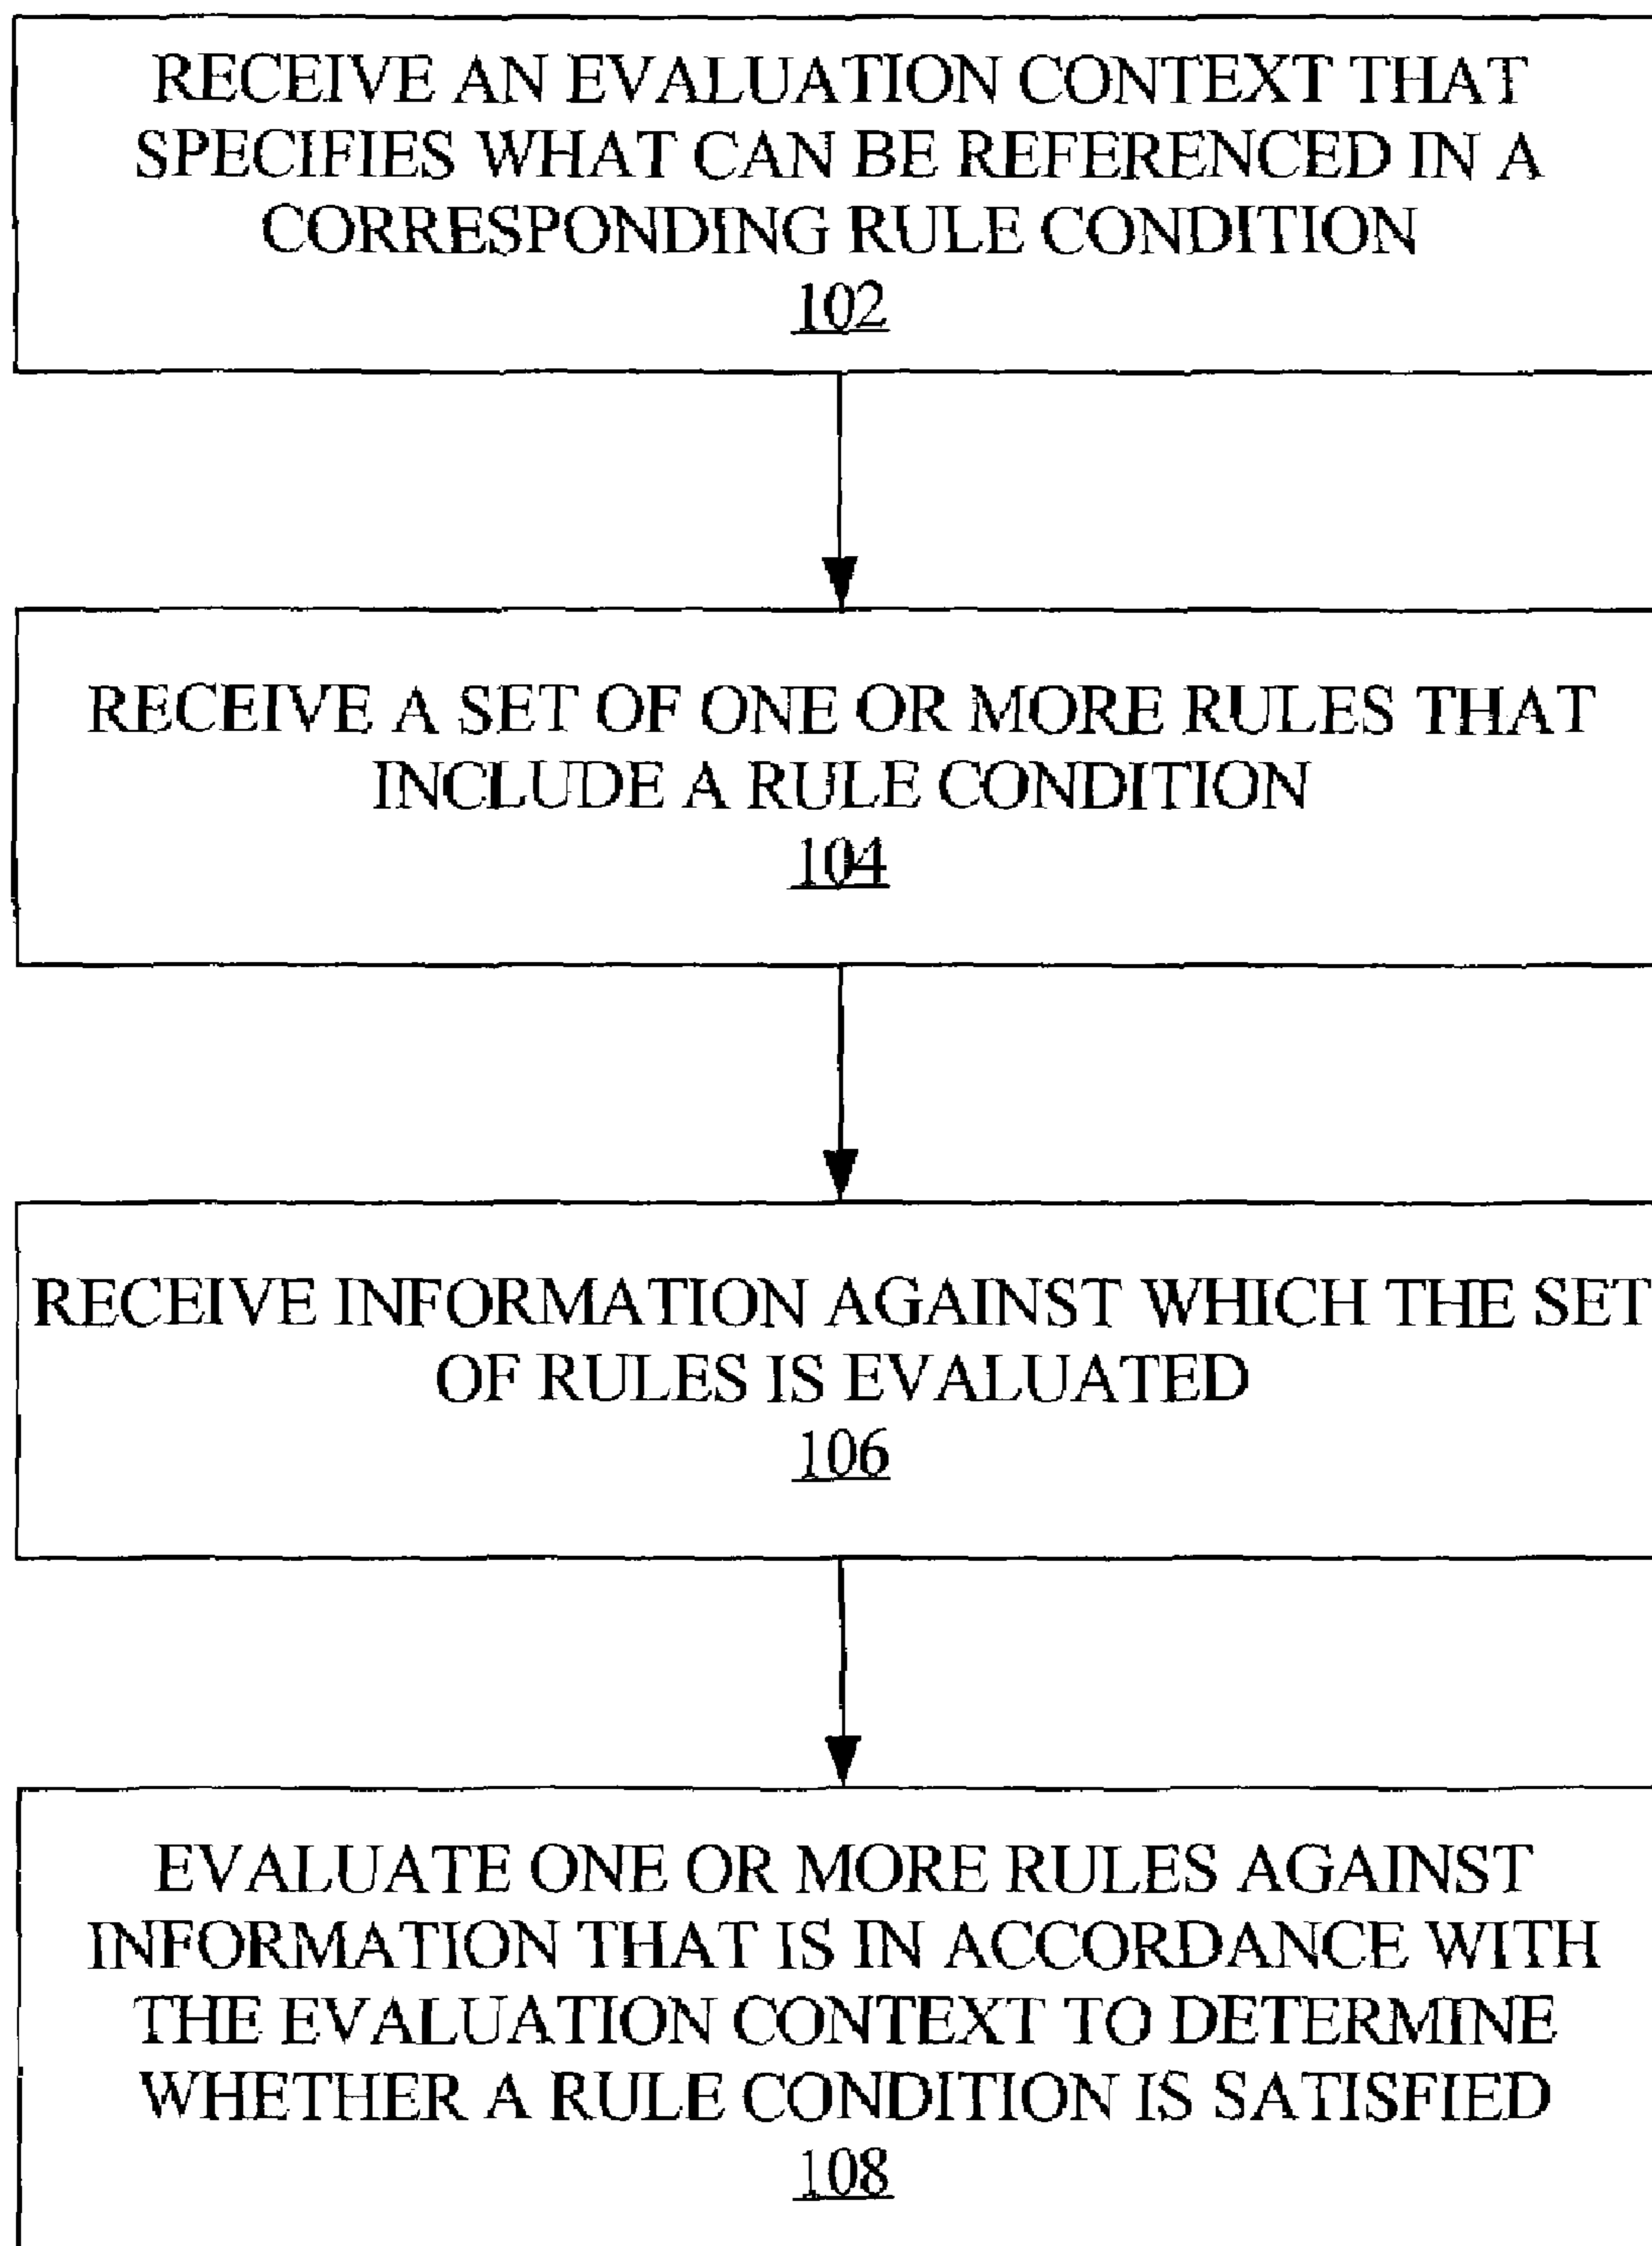 RECEIVE AN EVALUATION CONTEXT THAT
SPECIFIES WHAT CAN BE REFERENCED IN A
CORRESPONDING RULE CONDITION
102
RECEIVE A SET OF ONE OR MORE RULES THAT
INCLUDE A RULE CONDITION
104
RECEIVE INFORMATION AGAINST WHICH THE SET
OF RULES IS EVALUATED
106
EVALUATE ONE OR MORE RULES AGAINST
INFORMATION THAT IS IN ACCORDANCE WITH
THE EVALUATION CONTEXT TO DETERMINE
WHETHER A RULE CONDITION IS SATISFIED
108